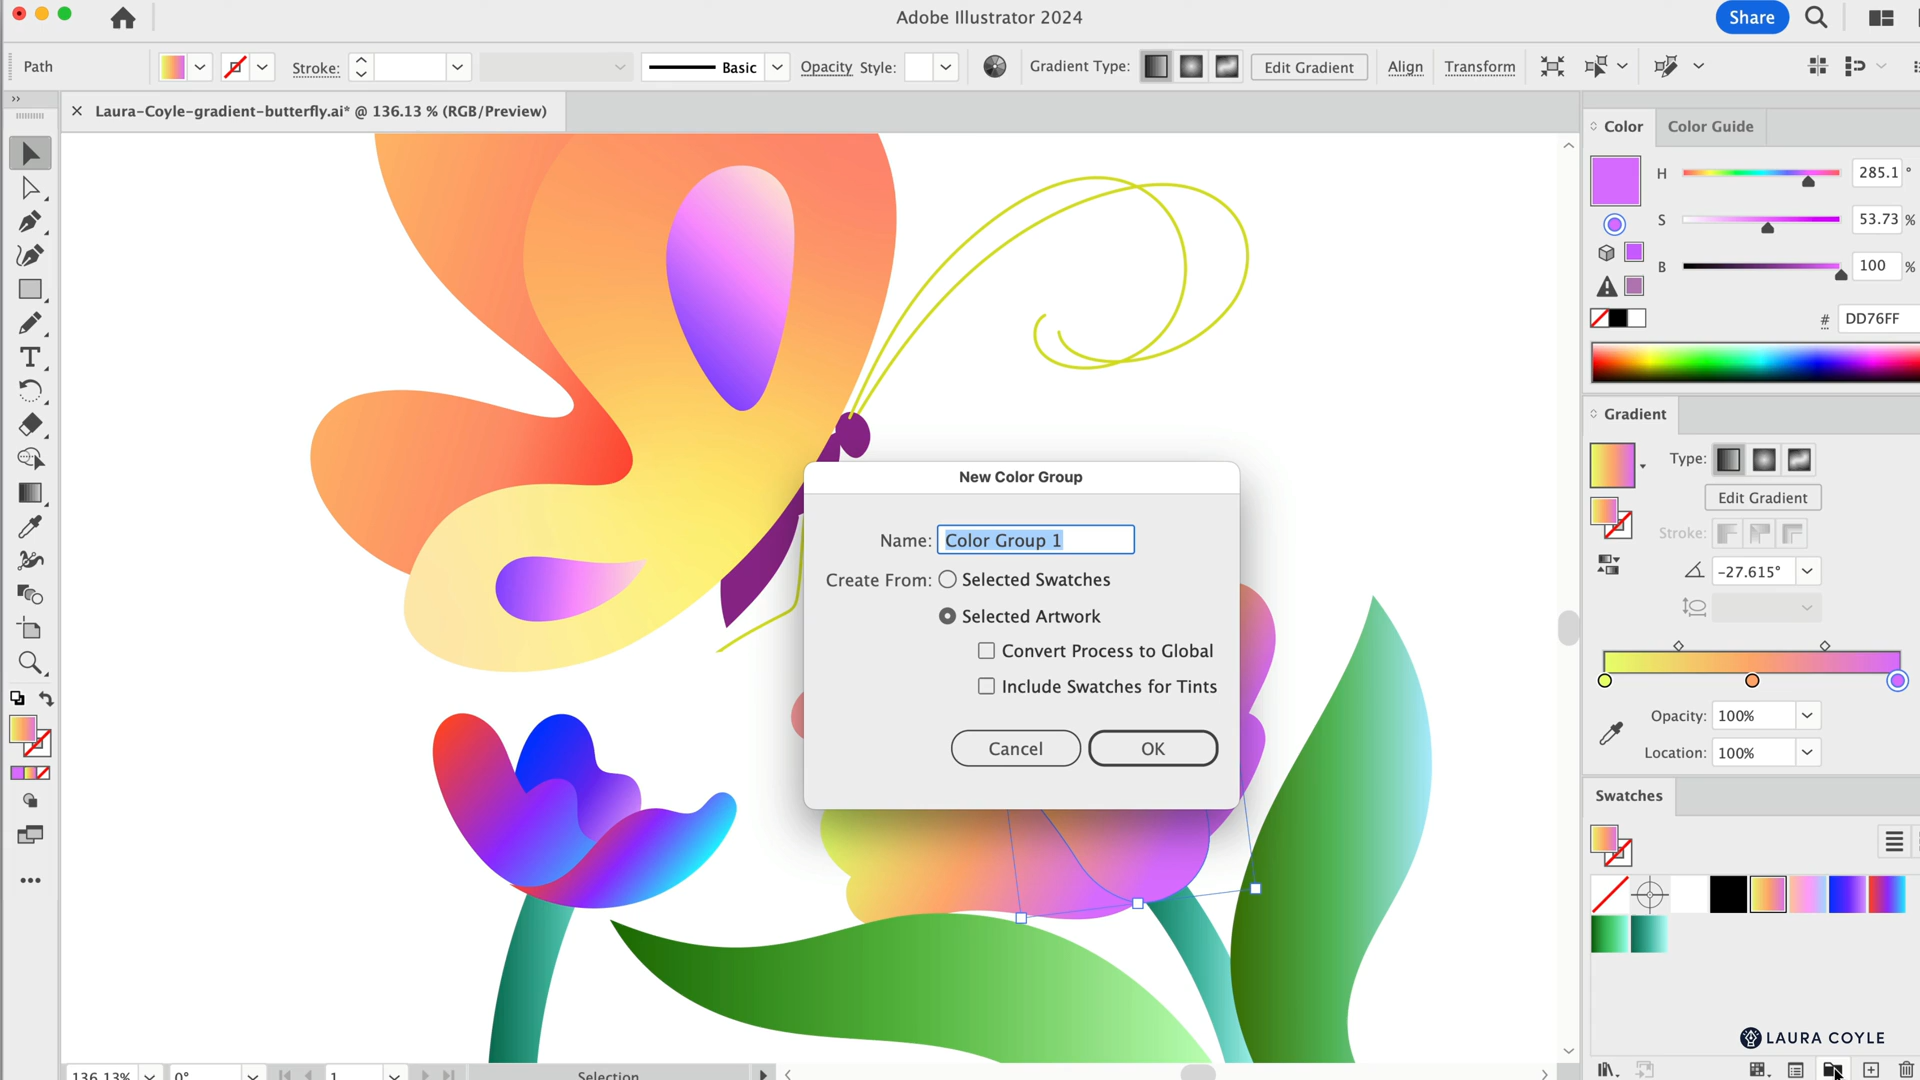 Adobe Illustrator 2024
Share
Path
Stroke:
Basic
Opacity
Style:
Gradient Type:
Edit Gradient
Align
Transform
Laura-Coyle-gradient-butterfly.ai* @ 136.13 % (RGB/Preview)
Color
Color Guide
H
285.1
°
S
53.73
%
B
100
%
#
DD76FF
Gradient
Type:
Edit Gradient
Stroke:
-27.615°
Opacity:
100%
Location:
100%
Swatches
New Color Group
Name:
Color Group 1
Create From:
Selected Swatches
Selected Artwork
Convert Process to Global
Include Swatches for Tints
Cancel
OK
LAURA COYLE
136.13%
0°
1
Selection